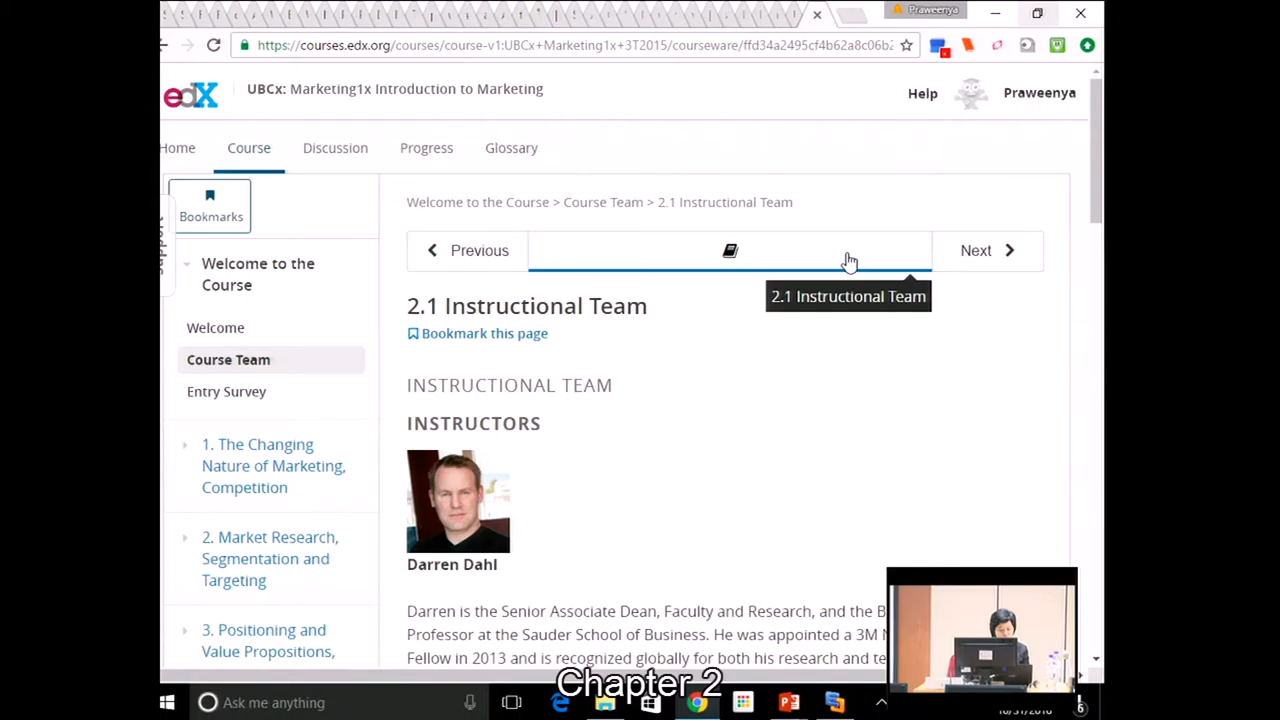 Praweenya
https://courses.edx.org/courses/course-v1:UBCx+Marketing1x+3T2015/courseware/ffd34a2495cf4b62a8c06b
edX
UBCx: Marketing1x Introduction to Marketing
Help
Praweenya
Home
Course
Discussion
Progress
Glossary
Bookmarks
Support
Welcome to the Course > Course Team > 2.1 Instructional Team
Previous
Next
2.1 Instructional Team
Welcome to the
Course
Welcome
Course Team
Entry Survey
1. The Changing
Nature of Marketing,
Competition
2. Market Research,
Segmentation and
Targeting
3. Positioning and
Value Propositions,
2.1 Instructional Team
Bookmark this page
INSTRUCTIONAL TEAM
INSTRUCTORS
Darren Dahl
Darren is the Senior Associate Dean, Faculty and Research, and the B
Professor at the Sauder School of Business. He was appointed a 3M N
Fellow in 2013 and is recognized globally for both his research and te
Chapter 2
Ask me anything